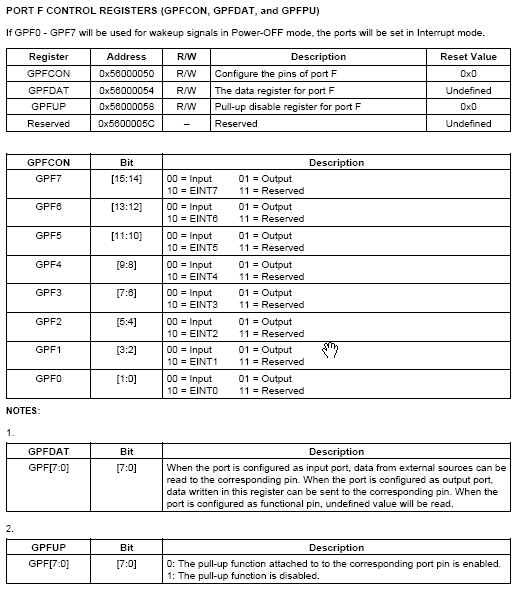 PORT F CONTROL REGISTERS (GPFCON, GPFDAT, and GPFPU)
If GPF0 - GPF7 will be used for wakeup signals in Power-OFF mode, the ports will be set in Interrupt mode.
Register Address R/W Description Reset Value
GPFCON 0x56000050 R/W Configure the pins of port F 0x0
GPFDAT 0x56000054 R/W The data register for port F Undefined
GPFUP 0x56000058 R/W Pull-up disable register for port F 0x0
Reserved 0x5600005C – Reserved Undefined
GPFCON Bit Description
GPF7 [15:14] 00 = Input 01 = Output
10 = EINT7 11 = Reserved
GPF6 [13:12] 00 = Input 01 = Output
10 = EINT6 11 = Reserved
GPF5 [11:10] 00 = Input 01 = Output
10 = EINT5 11 = Reserved
GPF4 [9:8] 00 = Input 01 = Output
10 = EINT4 11 = Reserved
GPF3 [7:6] 00 = Input 01 = Output
10 = EINT3 11 = Reserved
GPF2 [5:4] 00 = Input 01 = Output
10 = EINT2 11 = Reserved
GPF1 [3:2] 00 = Input 01 = Output
10 = EINT1 11 = Reserved
GPF0 [1:0] 00 = Input 01 = Output
10 = EINT0 11 = Reserved
NOTES:
1.
GPFDAT Bit Description
GPF[7:0] [7:0] When the port is configured as input port, data from external sources can be
read to the corresponding pin. When the port is configured as output port,
data written in this register can be sent to the corresponding pin. When the
port is configured as functional pin, undefined value will be read.
2.
GPFUP Bit Description
GPF[7:0] [7:0] 0: The pull-up function attached to to the corresponding port pin is enabled.
1: The pull-up function is disabled.